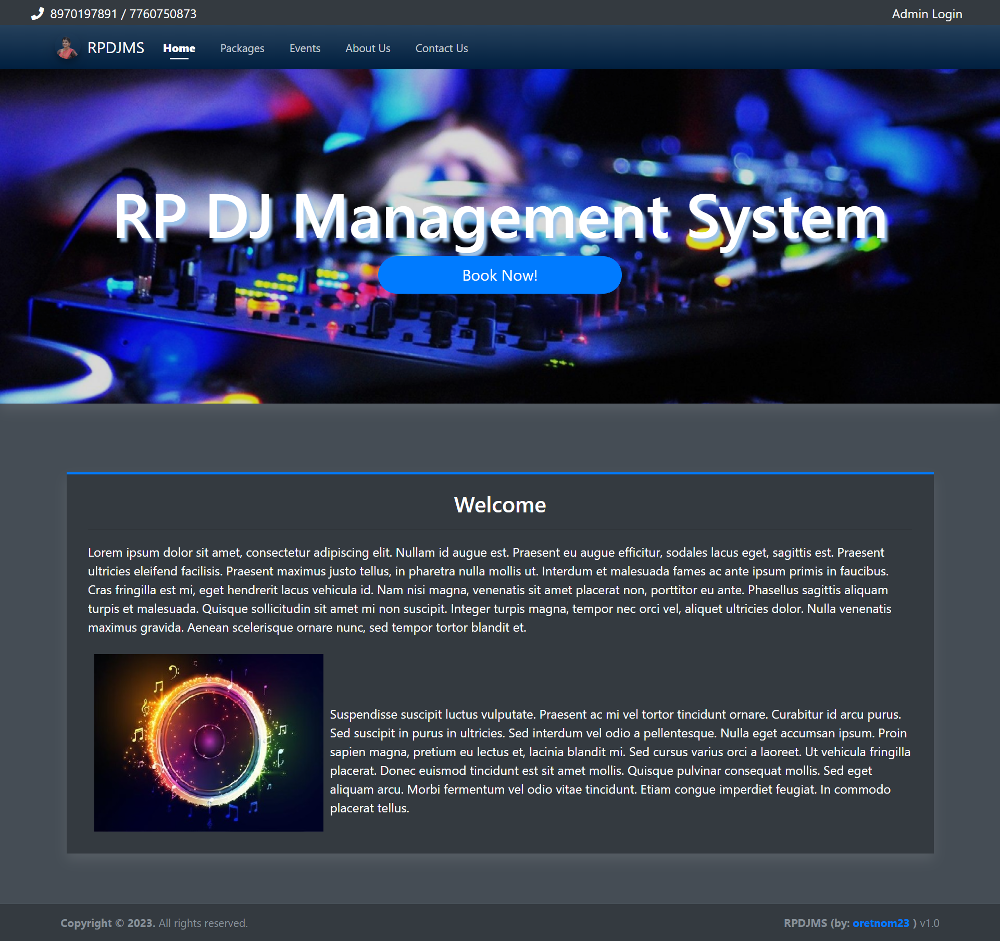 8970197891 / 7760750873
Admin Login
RPDJMS
Home
Packages
Events
About Us
Contact Us
RP DJ Management System
Book Now!
Welcome
Lorem ipsum dolor sit amet, consectetur adipiscing elit. Nullam id augue est. Praesent eu augue efficitur, sodales lacus eget, sagittis est. Praesent
ultricies eleifend facilisis. Praesent maximus justo tellus, in pharetra nulla mollis ut. Interdum et malesuada fames ac ante ipsum primis in faucibus.
Cras fringilla est mi, eget hendrerit lacus vehicula id. Nam nisi magna, venenatis sit amet placerat non, porttitor eu ante. Phasellus sagittis aliquam
turpis et malesuada. Quisque sollicitudin sit amet mi non suscipit. Integer turpis magna, tempor nec orci vel, aliquet ultricies dolor. Nulla venenatis
maximus gravida. Aenean scelerisque ornare nunc, sed tempor tortor blandit et.
Suspendisse suscipit luctus vulputate. Praesent ac mi vel tortor tincidunt ornare. Curabitur id arcu purus.
Sed suscipit in purus in ultricies. Sed interdum vel odio a pellentesque. Nulla eget accumsan ipsum. Proin
sapien magna, pretium eu lectus et, lacinia blandit mi. Sed cursus varius orci a laoreet. Ut vehicula fringilla
placerat. Donec euismod tincidunt est sit amet mollis. Quisque pulvinar consequat mollis. Sed eget
aliquam arcu. Morbi fermentum vel odio vitae tincidunt. Etiam congue imperdiet feugiat. In commodo
placerat tellus.
Copyright © 2023. All rights reserved.
RPDJMS (by: oretnom23 ) v1.0